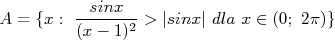 A = {x : sinx/(x − 1)² > |sinx| dla x ∈ (0; 2π)}